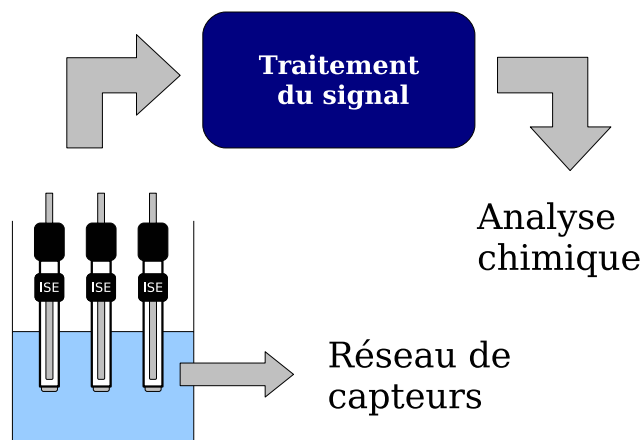 Traitement
du signal
Analyse
chimique
ISE ISE ISE
Réseau de
capteurs